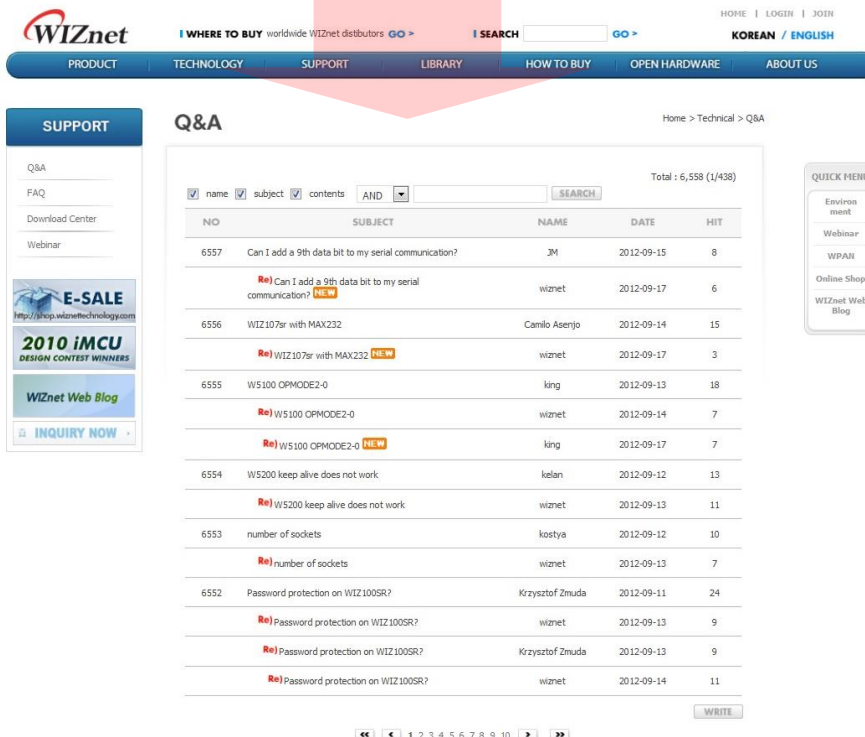 HOME | LOGIN | JOIN
WIZnet
WHERE TO BUY worldwide WIZnet distibutors GO >
SEARCH GO >
KOREAN / ENGLISH
PRODUCT TECHNOLOGY SUPPORT LIBRARY HOW TO BUY OPEN HARDWARE ABOUT US
SUPPORT
Q&A
FAQ
Download Center
Webinar
E-SALE
http://shop.wiznettechnology.com
2010 iMCU
DESIGN CONTEST WINNERS
WIZnet Web Blog
INQUIRY NOW
Q&A
Home > Technical > Q&A
Total : 6,558 (1/438)
name subject contents AND SEARCH
NO SUBJECT NAME DATE HIT
6557 Can I add a 9th data bit to my serial communication? JM 2012-09-15 8
Re) Can I add a 9th data bit to my serial
communication? NEW wiznet 2012-09-17 6
6556 WIZ107sr with MAX232 Camilo Asenjo 2012-09-14 15
Re) WIZ107sr with MAX232 NEW wiznet 2012-09-17 3
6555 W5100 OPMODE2-0 king 2012-09-13 18
Re) W5100 OPMODE2-0 wiznet 2012-09-14 7
Re) W5100 OPMODE2-0 NEW king 2012-09-17 7
6554 W5200 keep alive does not work kelan 2012-09-12 13
Re) W5200 keep alive does not work wiznet 2012-09-13 11
6553 number of sockets kostya 2012-09-12 10
Re) number of sockets wiznet 2012-09-13 7
6552 Password protection on WIZ100SR? Krzysztof Zmuda 2012-09-11 24
Re) Password protection on WIZ100SR? wiznet 2012-09-13 9
Re) Password protection on WIZ100SR? Krzysztof Zmuda 2012-09-13 9
Re) Password protection on WIZ100SR? wiznet 2012-09-14 11
WRITE
1 2 3 4 5 6 7 8 9 10
QUICK MENU
Environ
ment
Webinar
WPAN
Online Shop
WIZnet Web
Blog